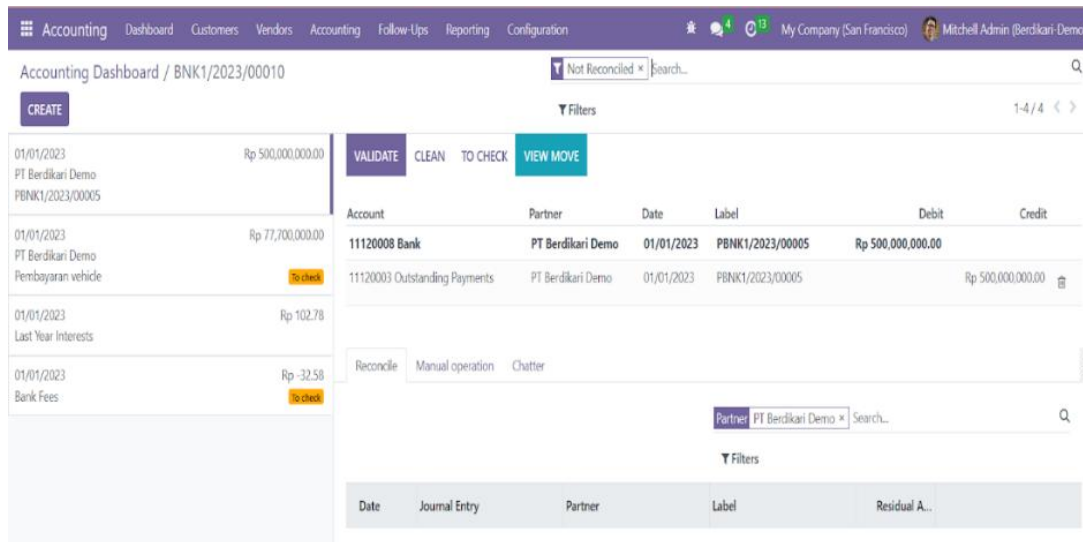 Accounting Dashboard Customers Vendors Accounting Follow-Ups Reporting Configuration 4 13 My Company (San Francisco) Mitchell Admin (Berdikari-Demo
Accounting Dashboard / BNK1/2023/00010
Not Reconciled × Search...
CREATE
Filters
1-4 / 4
01/01/2023 Rp 500,000,000.00
PT Berdikari Demo
PBNK1/2023/00005
01/01/2023 Rp 77,700,000.00
PT Berdikari Demo
Pembayaran vehicle To check
01/01/2023 Rp 102.78
Last Year Interests
01/01/2023 Rp -32.58
Bank Fees To check
VALIDATE CLEAN TO CHECK VIEW MOVE
Account Partner Date Label Debit Credit
11120008 Bank PT Berdikari Demo 01/01/2023 PBNK1/2023/00005 Rp 500,000,000.00
11120003 Outstanding Payments PT Berdikari Demo 01/01/2023 PBNK1/2023/00005 Rp 500,000,000.00
Reconcile Manual operation Chatter
Partner PT Berdikari Demo × Search...
Filters
Date Journal Entry Partner Label Residual A...